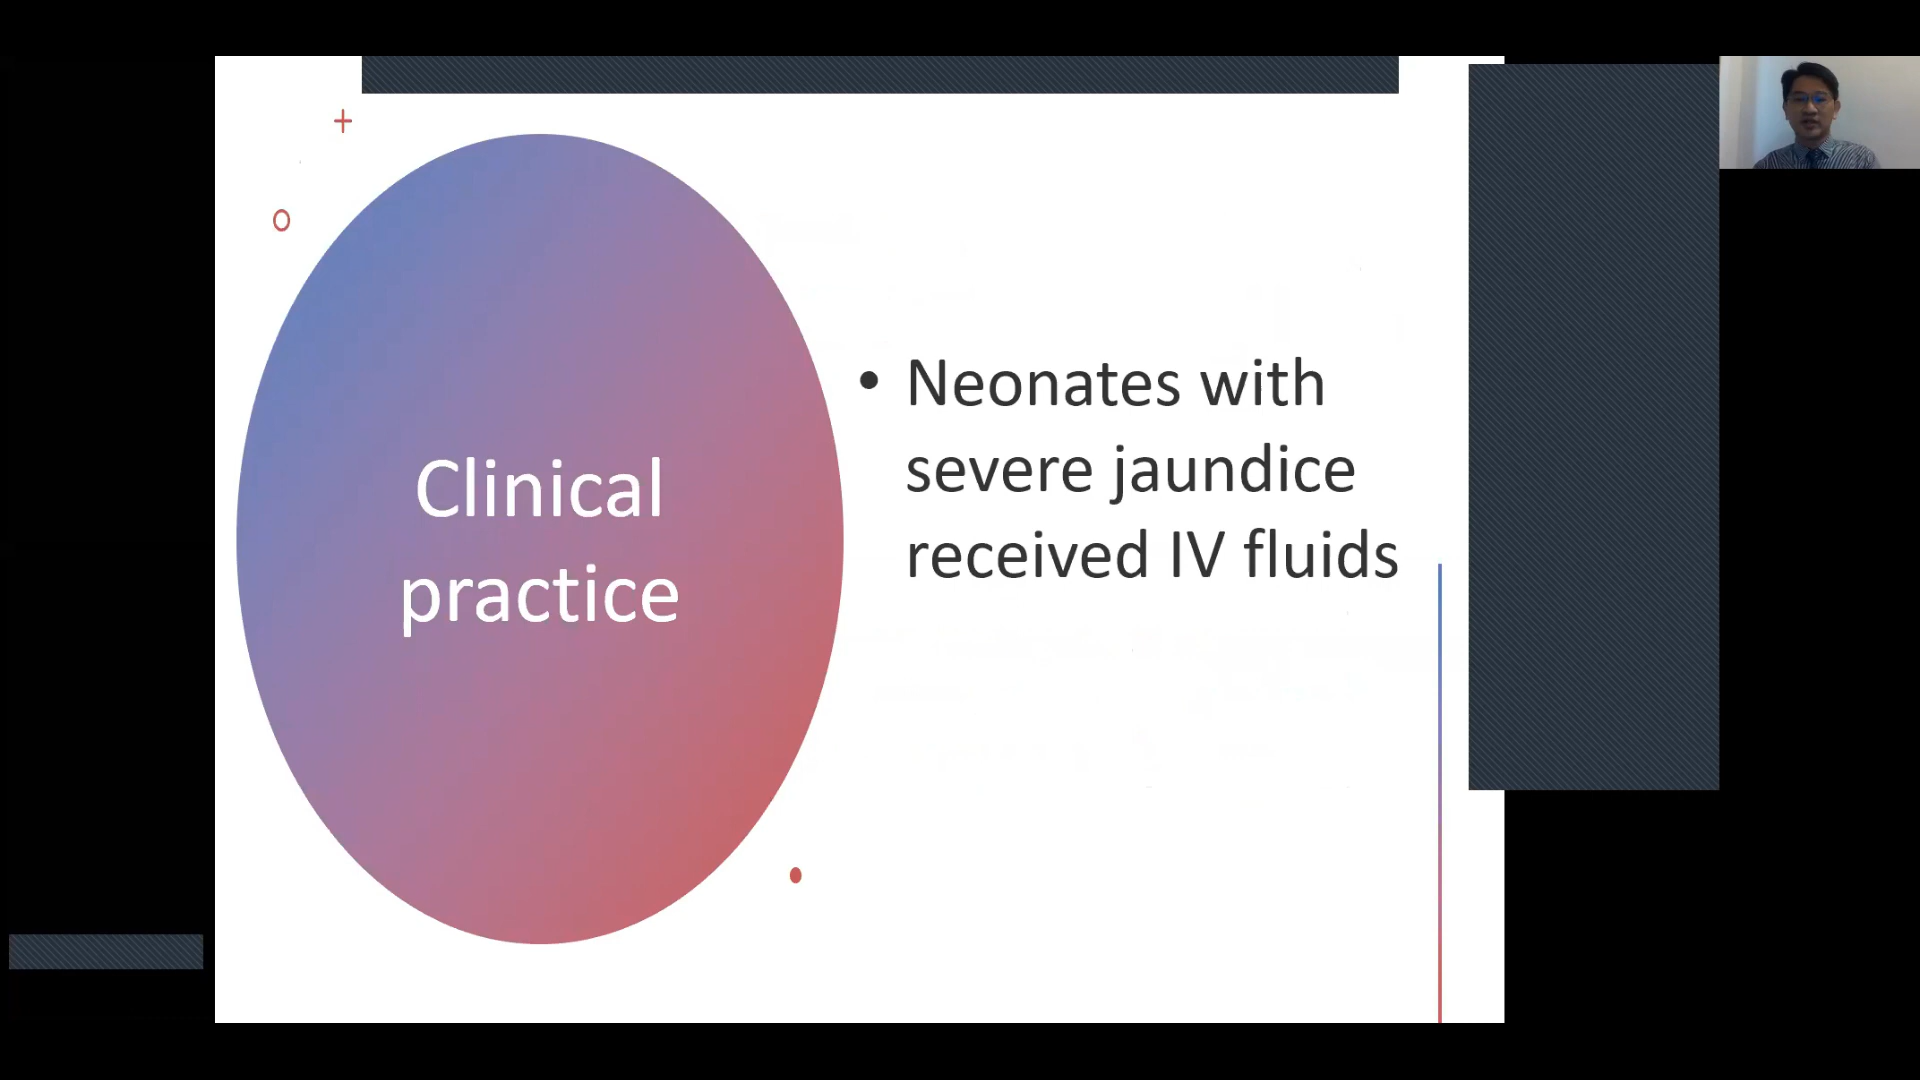 Clinical
practice
• Neonates with
severe jaundice
received IV fluids